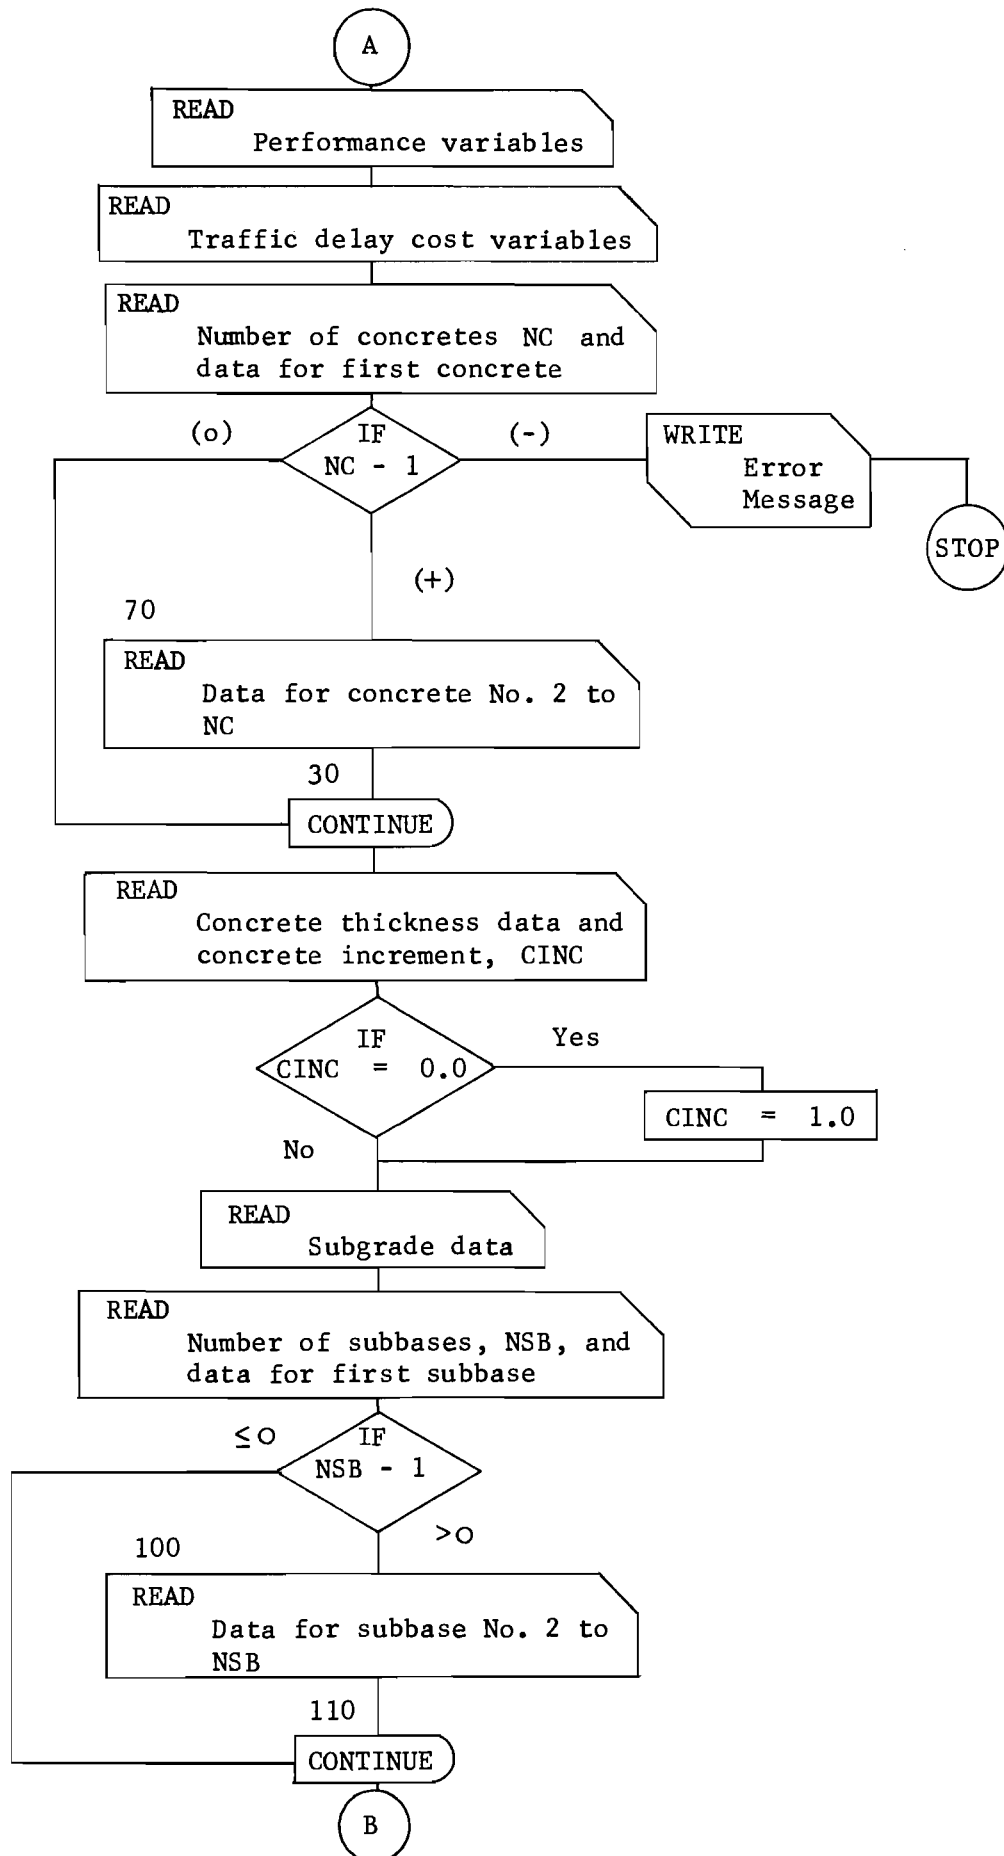 A
READ
Performance variables
READ
Traffic delay cost variables
READ
Number of concretes NC and
data for first concrete
(o)
IF
NC - 1
(-)
WRITE
Error
Message
STOP
(+)
70
READ
Data for concrete No. 2 to
NC
30
CONTINUE
READ
Concrete thickness data and
concrete increment, CINC
IF
CINC = 0.0
Yes
CINC = 1.0
No
READ
Subgrade data
READ
Number of subbases, NSB, and
data for first subbase
≤o
IF
NSB - 1
>o
100
READ
Data for subbase No. 2 to
NSB
110
CONTINUE
B